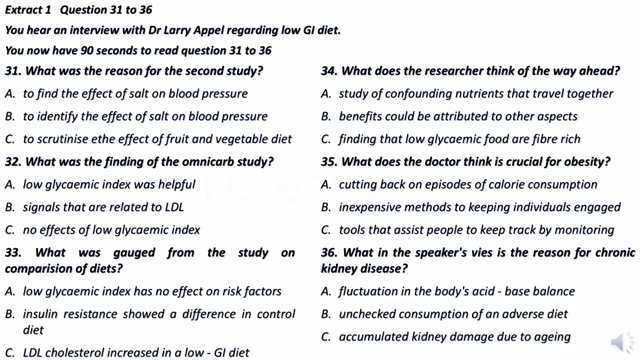 Extract 1 Question 31 to 36
You hear an interview with Dr Larry Appel regarding low GI diet.
You now have 90 seconds to read question 31 to 36
31. What was the reason for the second study?
A. to find the effect of salt on blood pressure
B. to identify the effect of salt on blood pressure
C. to scrutinise ethe effect of fruit and vegetable diet
32. What was the finding of the omnicarb study?
A. low glycaemic index was helpful
B. signals that are related to LDL
C. no effects of low glycaemic index
33. What was gauged from the study on
comparision of diets?
A. low glycaemic index has no effect on risk factors
B. insulin resistance showed a difference in control
diet
C. LDL cholesterol increased in a low - GI diet
34. What does the researcher think of the way ahead?
A. study of confounding nutrients that travel together
B. benefits could be attributed to other aspects
C. finding that low glycaemic food are fibre rich
35. What does the doctor think is crucial for obesity?
A. cutting back on episodes of calorie consumption
B. inexpensive methods to keeping individuals engaged
C. tools that assist people to keep track by monitoring
36. What in the speaker's vies is the reason for chronic
kidney disease?
A. fluctuation in the body's acid - base balance
B. unchecked consumption of an adverse diet
C. accumulated kidney damage due to ageing